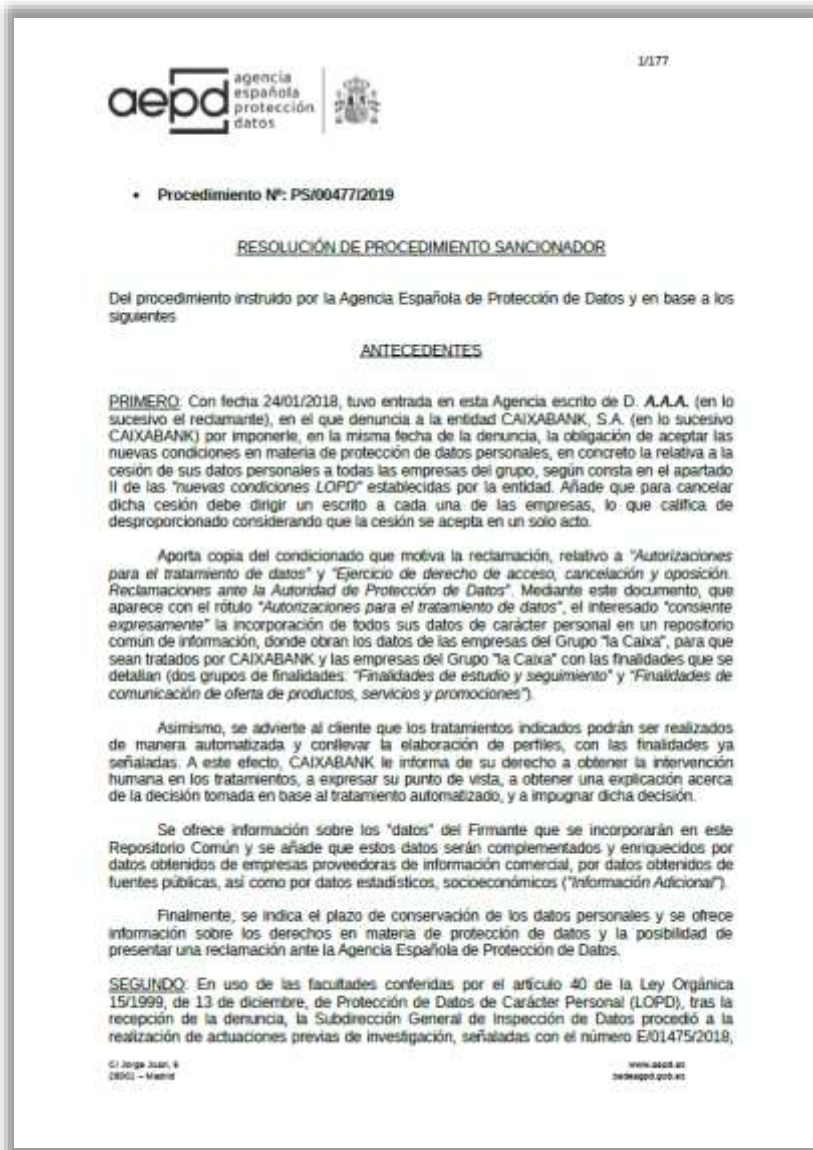 1/177
aepd
agencia
española
protección
datos
• Procedimiento Nº: PS/00477/2019
RESOLUCIÓN DE PROCEDIMIENTO SANCIONADOR
Del procedimiento instruido por la Agencia Española de Protección de Datos y en base a los
siguientes
ANTECEDENTES
PRIMERO: Con fecha 24/01/2018, tuvo entrada en esta Agencia escrito de D. A.A.A. (en lo
sucesivo el reclamante), en el que denuncia a la entidad CAIXABANK, S.A. (en lo sucesivo
CAIXABANK) por imponerle, en la misma fecha de la denuncia, la obligación de aceptar las
nuevas condiciones en materia de protección de datos personales, en concreto la relativa a la
cesión de sus datos personales a todas las empresas del grupo, según consta en el apartado
II de las "nuevas condiciones LOPD" establecidas por la entidad. Añade que para cancelar
dicha cesión debe dirigir un escrito a cada una de las empresas, lo que califica de
desproporcionado considerando que la cesión se acepta en un solo acto.
Aporta copia del condicionado que motiva la reclamación, relativo a "Autorizaciones
para el tratamiento de datos" y "Ejercicio de derecho de acceso, cancelación y oposición.
Reclamaciones ante la Autoridad de Protección de Datos". Mediante este documento, que
aparece con el rótulo "Autorizaciones para el tratamiento de datos", el interesado "consiente
expresamente" la incorporación de todos sus datos de carácter personal en un repositorio
común de información, donde obran los datos de las empresas del Grupo "la Caixa", para que
sean tratados por CAIXABANK y las empresas del Grupo "la Caixa" con las finalidades que se
detallan (dos grupos de finalidades: "Finalidades de estudio y seguimiento" y "Finalidades de
comunicación de oferta de productos, servicios y promociones").
Asimismo, se advierte al cliente que los tratamientos indicados podrán ser realizados
de manera automatizada y conllevar la elaboración de perfiles, con las finalidades ya
señaladas. A este efecto, CAIXABANK le informa de su derecho a obtener la intervención
humana en los tratamientos, a expresar su punto de vista, a obtener una explicación acerca
de la decisión tomada en base al tratamiento automatizado, y a impugnar dicha decisión.
Se ofrece información sobre los "datos" del Firmante que se incorporarán en este
Repositorio Común y se añade que estos datos serán complementados y enriquecidos por
datos obtenidos de empresas proveedoras de información comercial, por datos obtenidos de
fuentes públicas, así como por datos estadísticos, socioeconómicos ("Información Adicional").
Finalmente, se indica el plazo de conservación de los datos personales y se ofrece
información sobre los derechos en materia de protección de datos y la posibilidad de
presentar una reclamación ante la Agencia Española de Protección de Datos.
SEGUNDO: En uso de las facultades conferidas por el artículo 40 de la Ley Orgánica
15/1999, de 13 de diciembre, de Protección de Datos de Carácter Personal (LOPD), tras la
recepción de la denuncia, la Subdirección General de Inspección de Datos procedió a la
realización de actuaciones previas de investigación, señaladas con el número E/01475/2018,
C/ Jorge Juan, 6
28001 – Madrid
www.aepd.es
sedeagpd.gob.es